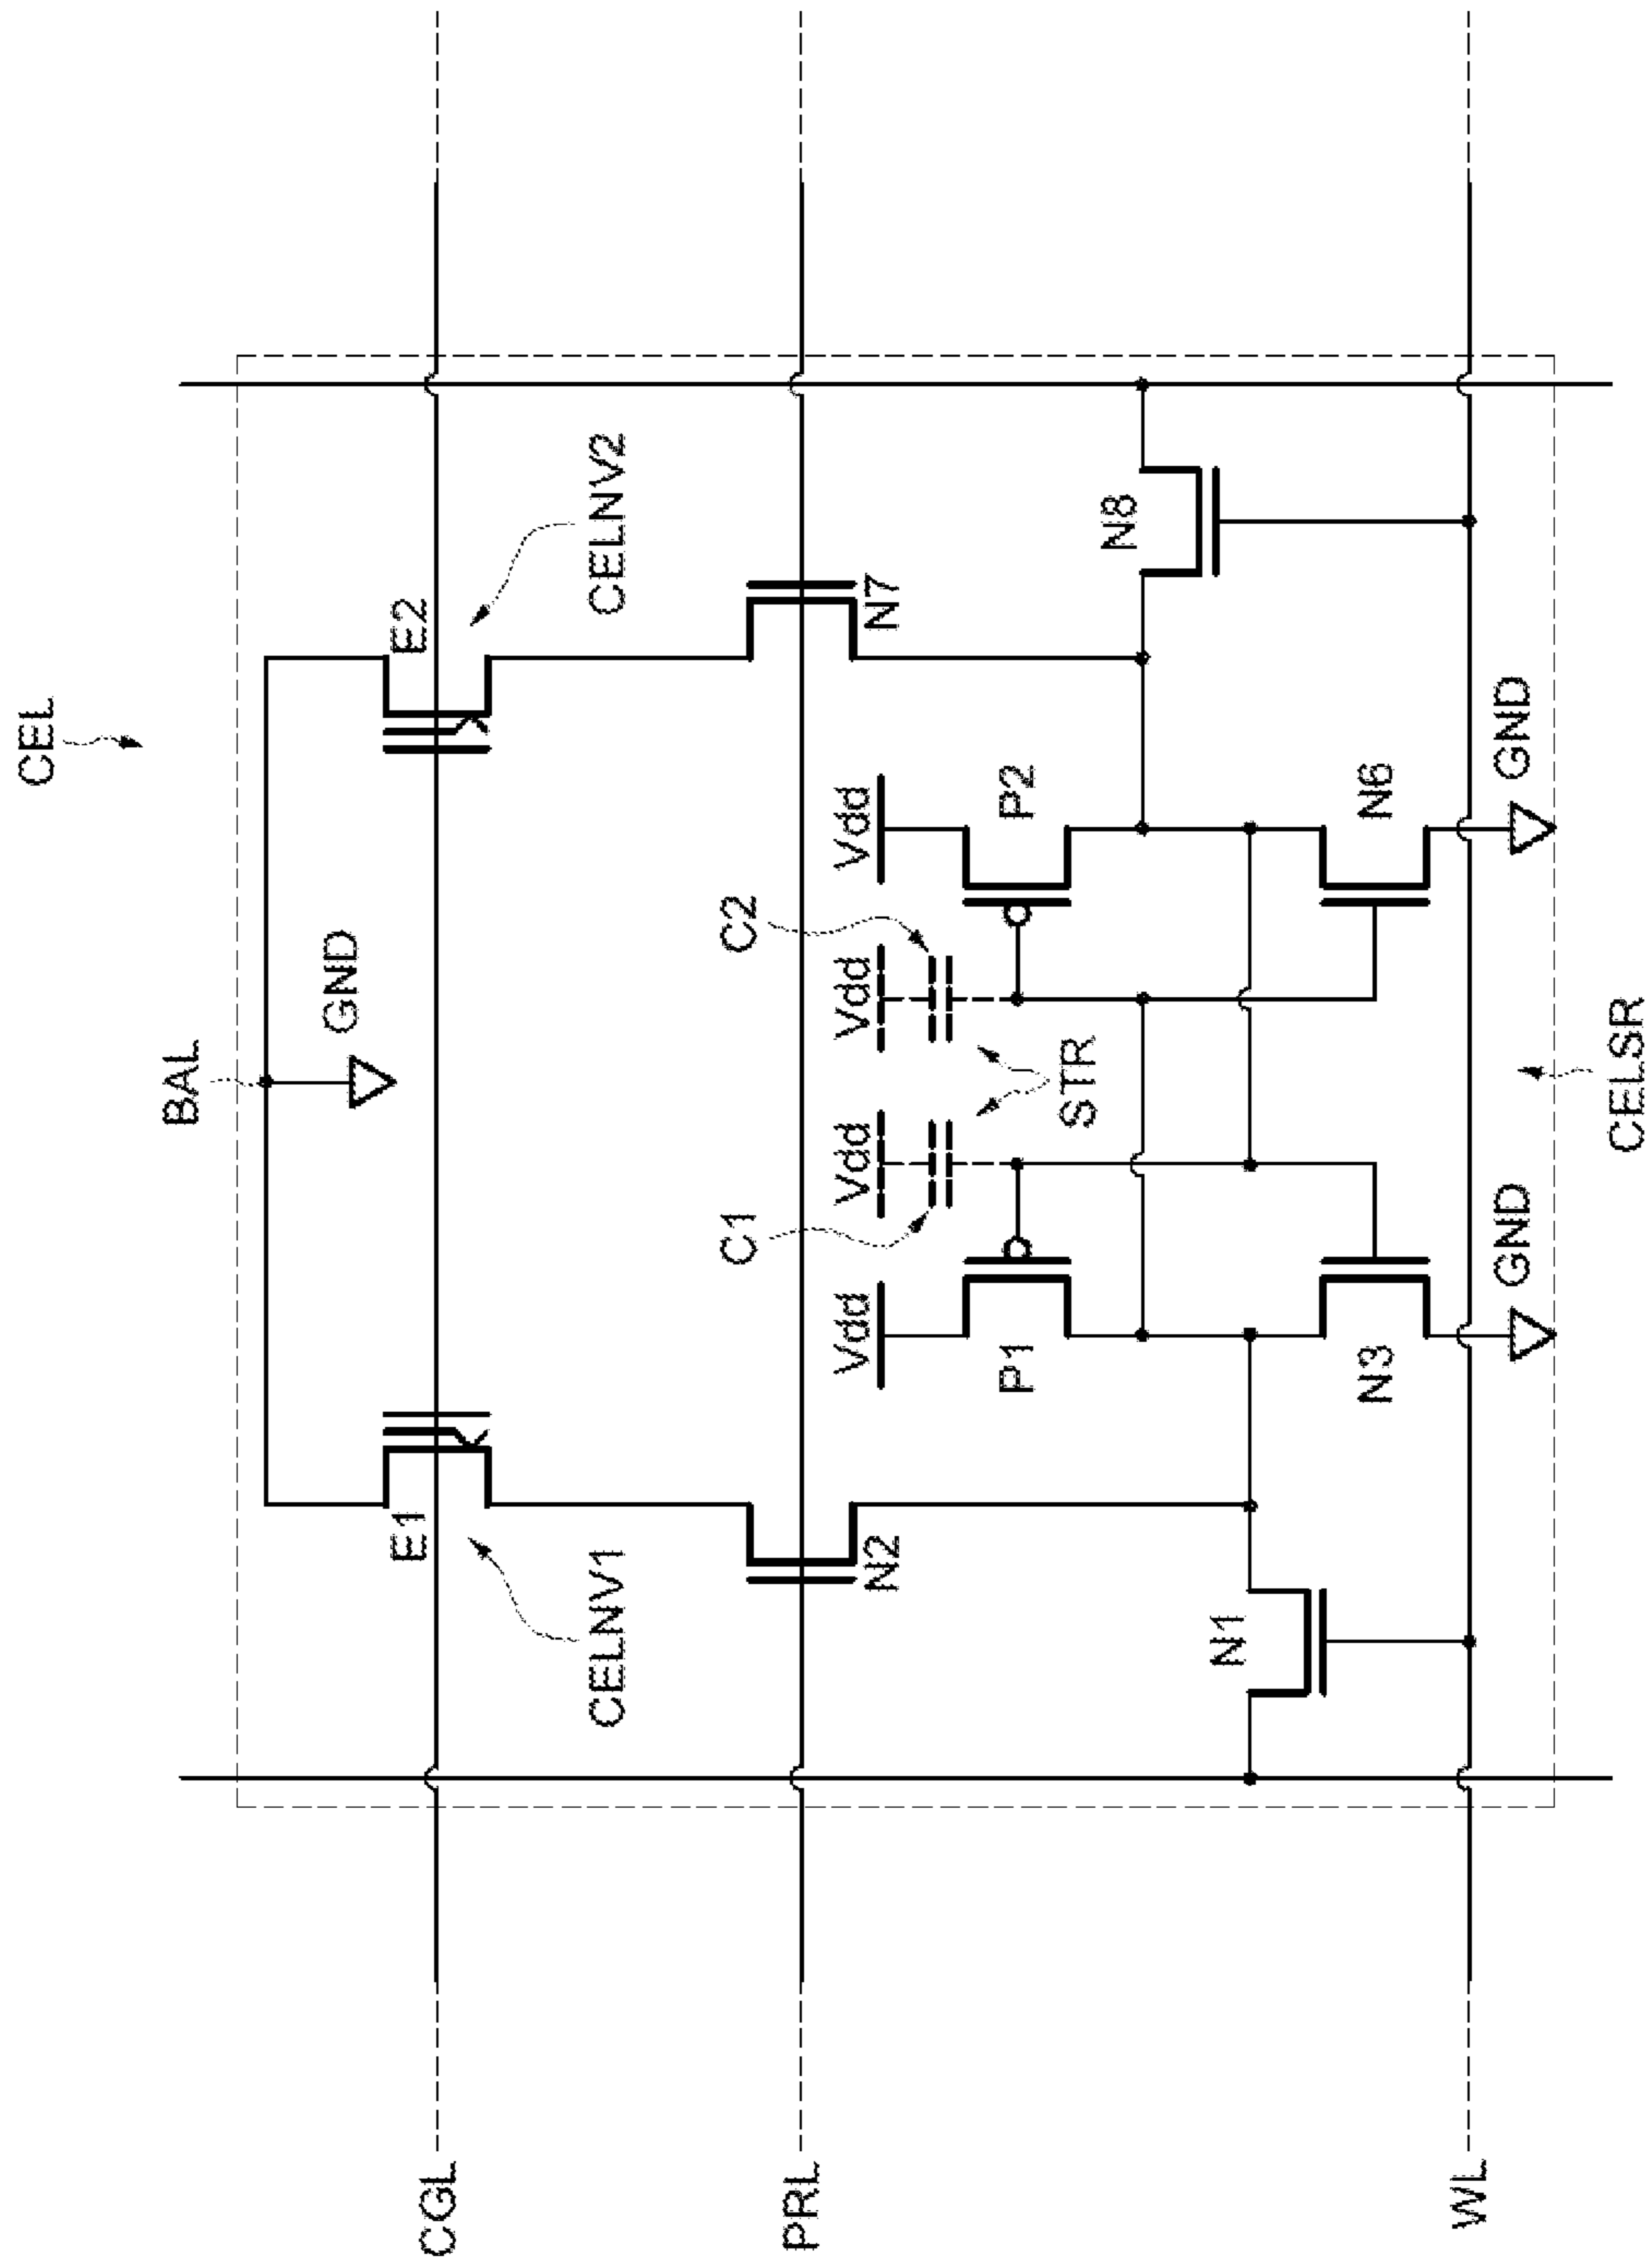 CEL
BAL
GND
E1
E2
CGL
CELNV1
CELNV2
C1
C2
PRL
Vdd
Vdd
Vdd
Vdd
N2
N7
P1
P2
STR
N8
N1
N3
N6
WL
GND
GND
CELSR